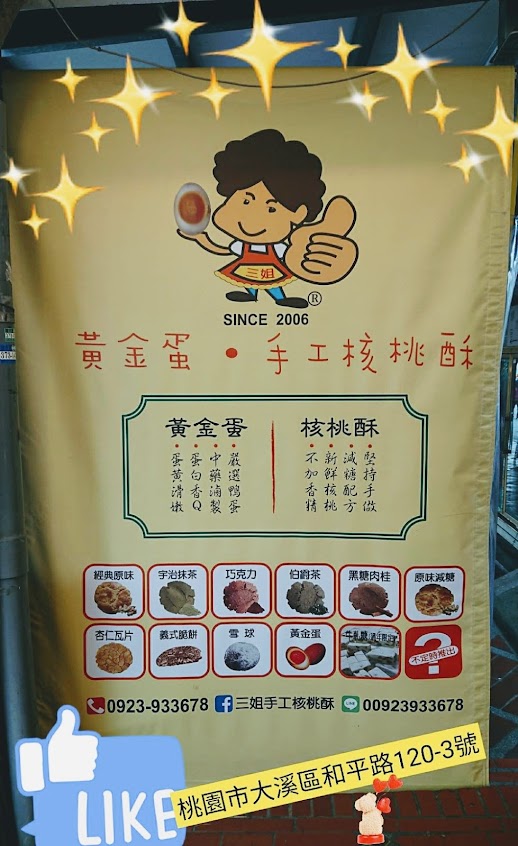 三姐
®
SINCE 2006
黃金蛋•手工核桃酥
黃金蛋
嚴選鴨蛋
中藥滷製
蛋白香Q
蛋黃滑嫩
核桃酥
堅持手做
減糖配方
新鮮核桃
不加香精
經典原味 宇治抹茶 巧克力 伯爵茶 黑糖肉桂 原味減糖
杏仁瓦片 義式脆餅 雪球 黃金蛋 不定時推出
0923-933678 三姐手工核桃酥 LINE 00923933678
LIKE
桃園市大溪區和平路120-3號